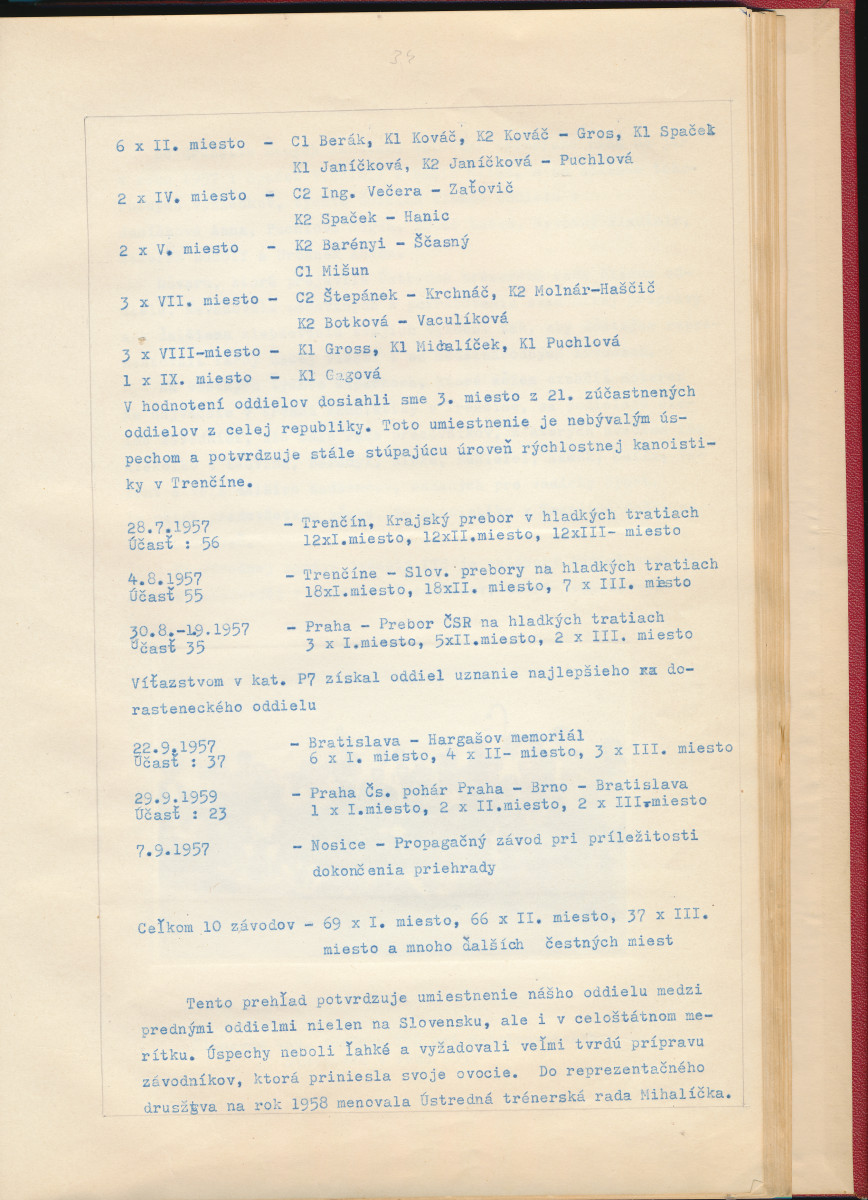 34
6 x II. miesto - C1 Berák, K1 Kováč, K2 Kováč - Gros, K1 Spaček
K1 Janíčková, K2 Janíčková - Puchlová
2 x IV. miesto - C2 Ing. Večera - Zaťovič
K2 Spaček - Hanic
2 x V. miesto - K2 Barényi - Ščasný
C1 Mišun
3 x VII. miesto - C2 Štepánek - Krchnáč, K2 Molnár-Haščič
K2 Botková - Vaculíková
3 x VIII-miesto - K1 Gross, K1 Midalíček, K1 Puchlová
1 x IX. miesto - K1 Gagová
V hodnotení oddielov dosiahli sme 3. miesto z 21. zúčastnených
oddielov z celej republiky. Toto umiestnenie je nebývalým ús-
pechom a potvrdzuje stále stúpajúcu úroveň rýchlostnej kanoisti-
ky v Trenčíne.
28.7.1957 - Trenčín, Krajský prebor v hladkých tratiach
Účasť : 56 12xI.miesto, 12xII.miesto, 12xIII- miesto
4.8.1957 - Trenčíne - Slov. prebory na hladkých tratiach
Účasť 55 18xI.miesto, 18xII. miesto, 7 x III. miesto
30.8.-19.1957 - Praha - Prebor ČSR na hladkých tratiach
Účasť 35 3 x I.miesto, 5xII.miesto, 2 x III. miesto
Víťazstvom v kat. P7 získal oddiel uznanie najlepšieho do-
rasteneckého oddielu
22.9.1957 - Bratislava - Hargašov memoriál
Účasť : 37 6 x I. miesto, 4 x II- miesto, 3 x III. miesto
29.9.1959 - Praha Čs. pohár Praha - Brno - Bratislava
Účasť : 23 1 x I.miesto, 2 x II.miesto, 2 x III.miesto
7.9.1957 - Nosice - Propagačný závod pri príležitosti
dokončenia priehrady
Ceľkom 10 závodov - 69 x I. miesto, 66 x II. miesto, 37 x III.
miesto a mnoho ďalších čestných miest
Tento prehľad potvrdzuje umiestnenie nášho oddielu medzi
prednými oddielmi nielen na Slovensku, ale i v celoštátnom me-
rítku. Úspechy neboli ľahké a vyžadovali veľmi tvrdú prípravu
závodníkov, ktorá priniesla svoje ovocie. Do reprezentačného
družstva na rok 1958 menovala Ústredná trénerská rada Mihalíčka.